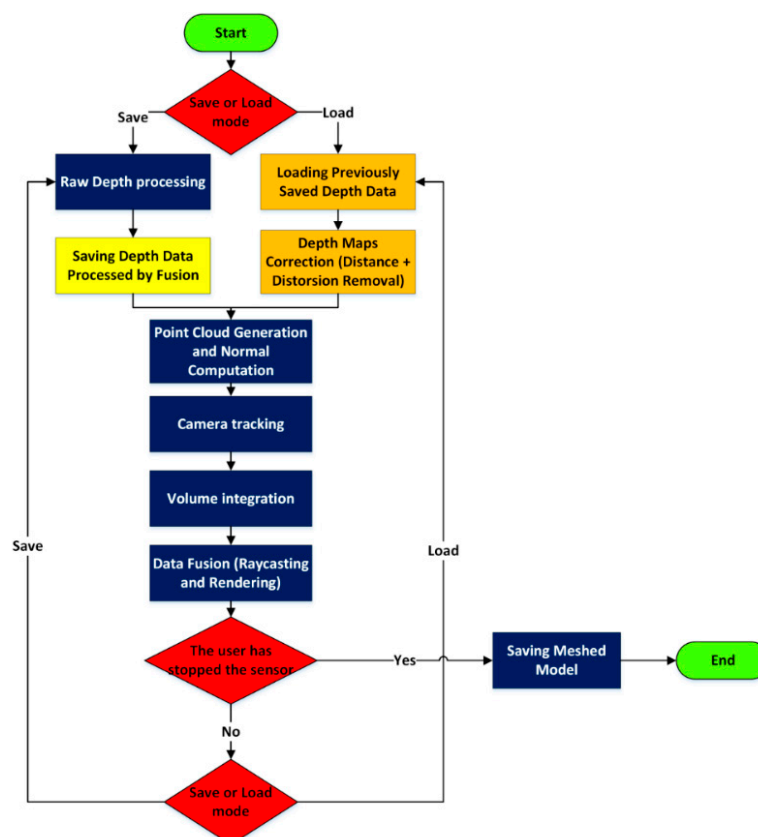 Start
Save or Load
mode
Save
Load
Raw Depth processing
Loading Previously
Saved Depth Data
Saving Depth Data
Processed by Fusion
Depth Maps
Correction (Distance +
Distorsion Removal)
Point Cloud Generation
and Normal
Computation
Camera tracking
Volume integration
Save
Load
Data Fusion (Raycasting
and Rendering)
The user has
stopped the sensor
Yes
Saving Meshed
Model
End
No
Save or Load
mode